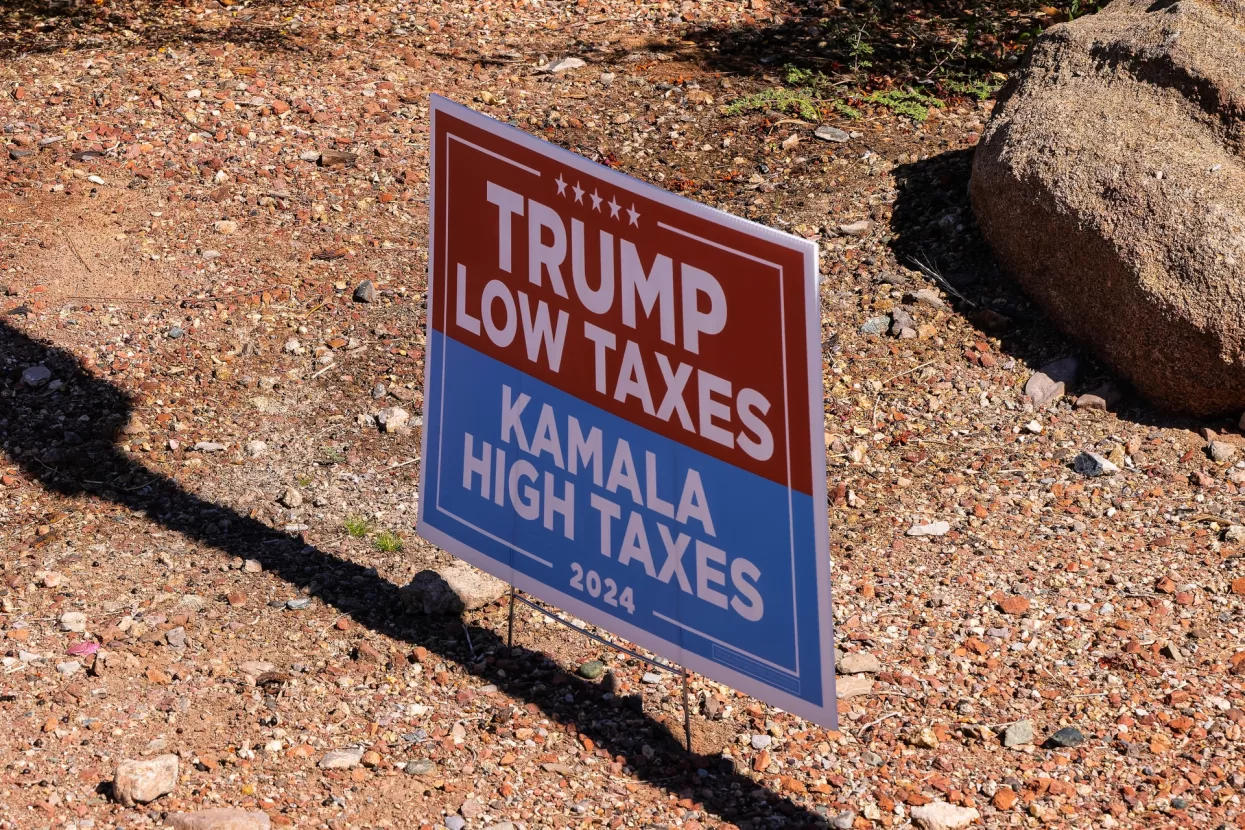 TRUMP
LOW TAXES
KAMALA
HIGH TAXES
2024